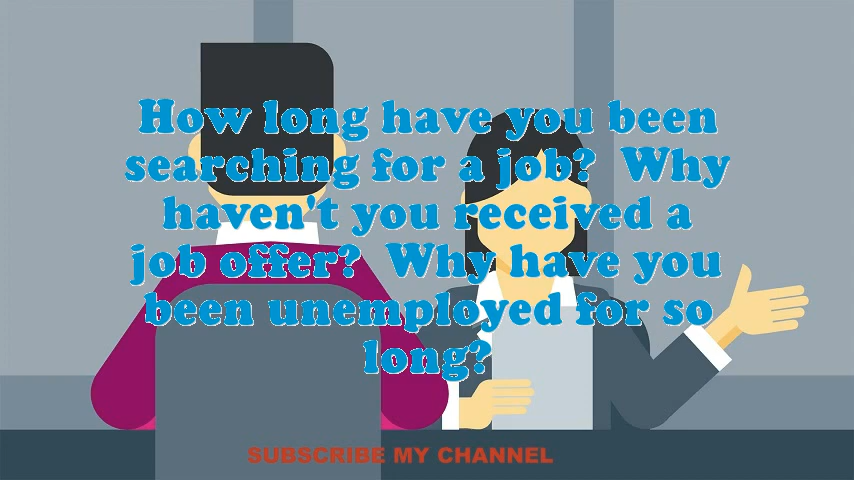 How long have you been
searching for a job?  Why
haven't you received a
job offer?  Why have you
been unemployed for so
long?
SUBSCRIBE MY CHANNEL